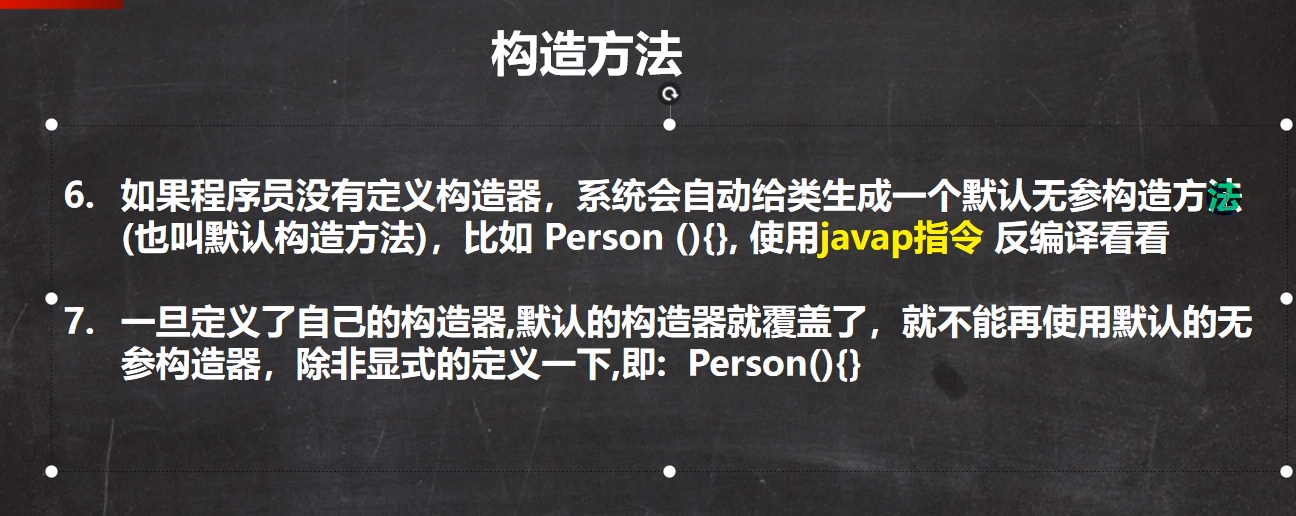 构造方法
6. 如果程序员没有定义构造器，系统会自动给类生成一个默认无参构造方法
(也叫默认构造方法)，比如 Person (){}, 使用javap指令 反编译看看
7. 一旦定义了自己的构造器,默认的构造器就覆盖了，就不能再使用默认的无
参构造器，除非显式的定义一下,即: Person(){}